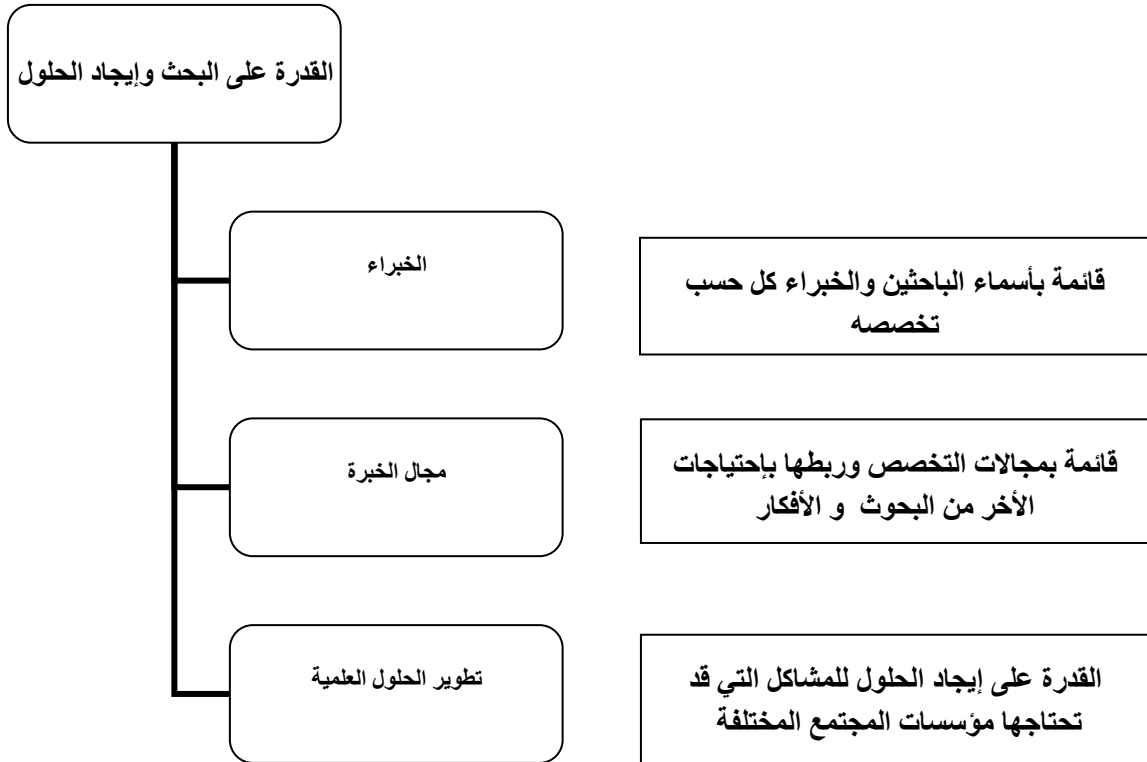 القدرة على البحث وإيجاد الحلول
الخبراء
قائمة بأسماء الباحثين والخبراء كل حسب
تخصصه
مجال الخبرة
قائمة بمجالات التخصص وربطها بإحتياجات
الأخر من البحوث و الأفكار
تطوير الحلول العلمية
القدرة على إيجاد الحلول للمشاكل التي قد
تحتاجها مؤسسات المجتمع المختلفة